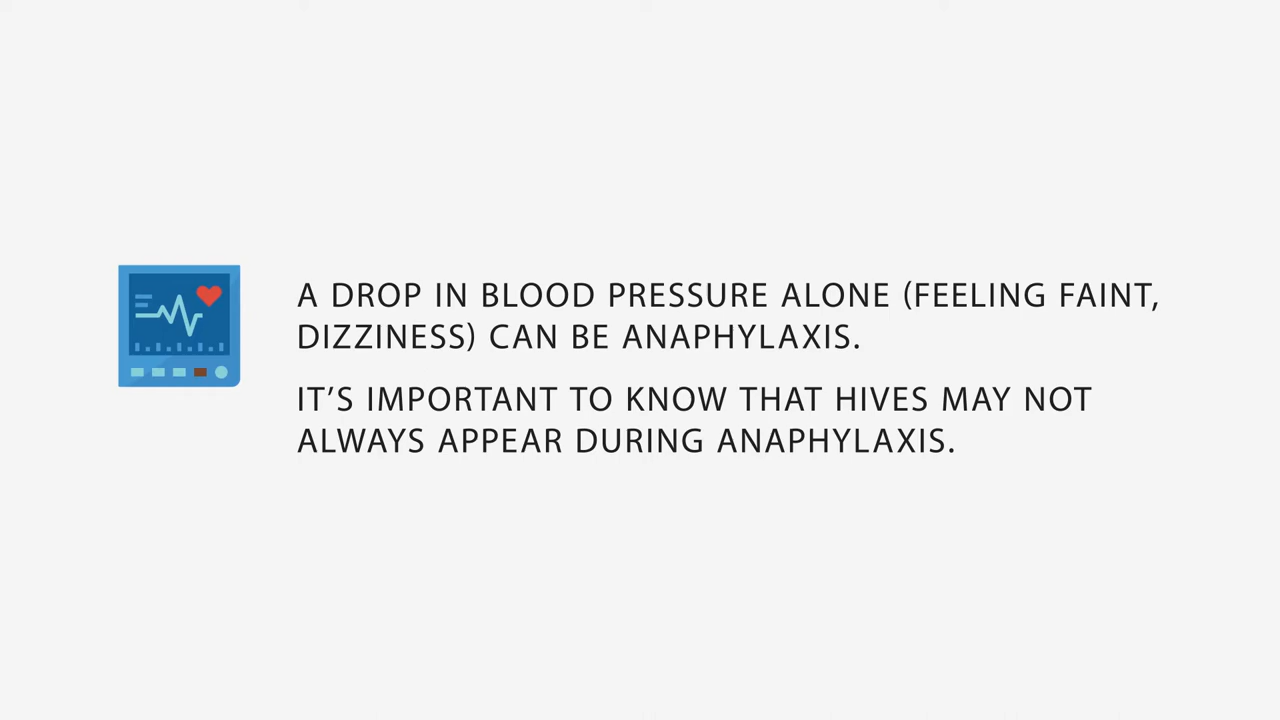 A DROP IN BLOOD PRESSURE ALONE (FEELING FAINT,
DIZZINESS) CAN BE ANAPHYLAXIS.
IT’S IMPORTANT TO KNOW THAT HIVES MAY NOT
ALWAYS APPEAR DURING ANAPHYLAXIS.